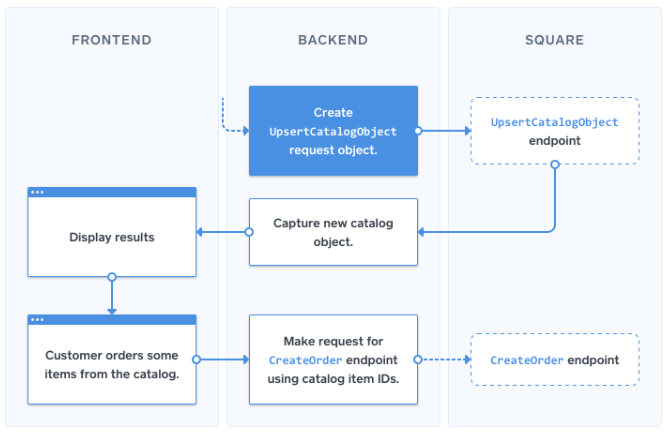 FRONTEND
BACKEND
SQUARE
Create
UpsertCatalogObject
request object.
UpsertCatalogObject
endpoint
Display results
Capture new catalog
object.
Customer orders some
items from the catalog.
Make request for
CreateOrder endpoint
using catalog item IDs.
CreateOrder endpoint